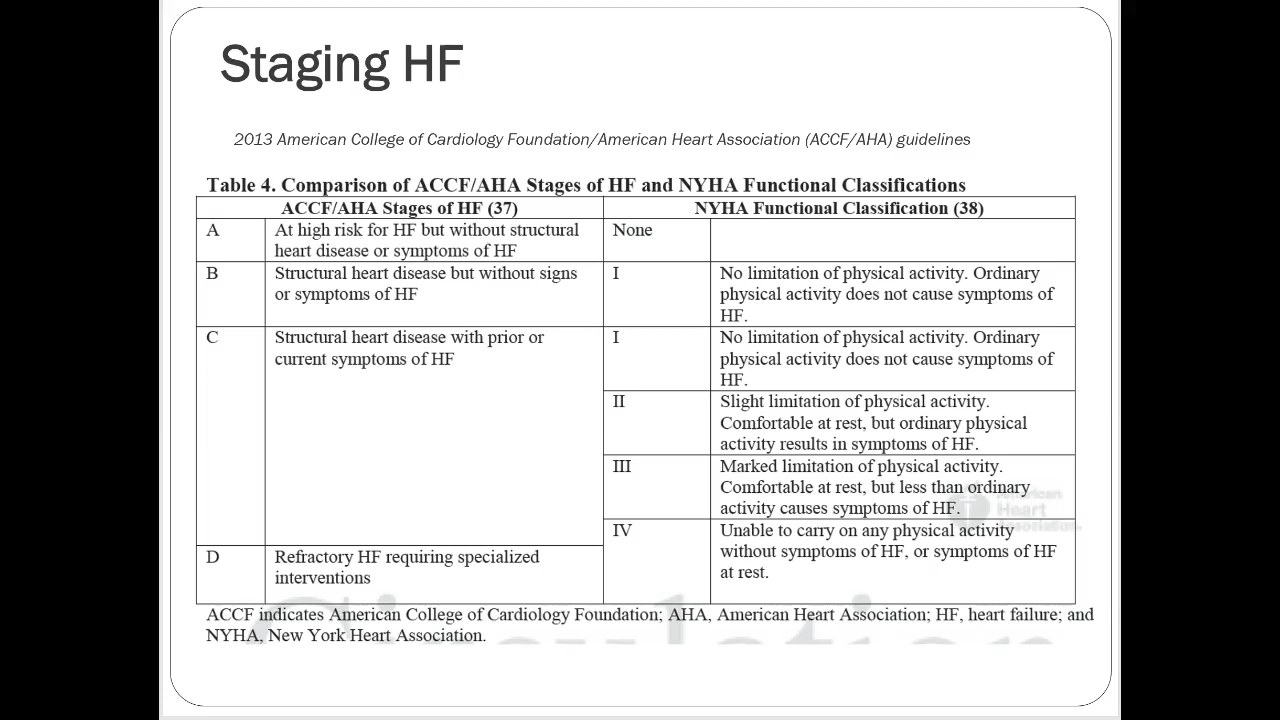 Staging HF
2013 American College of Cardiology Foundation/American Heart Association (ACCF/AHA) guidelines
Table 4. Comparison of ACCF/AHA Stages of HF and NYHA Functional Classifications
ACCF/AHA Stages of HF (37) NYHA Functional Classification (38)
A At high risk for HF but without structural None
heart disease or symptoms of HF
B Structural heart disease but without signs I No limitation of physical activity. Ordinary
or symptoms of HF physical activity does not cause symptoms of
HF.
C Structural heart disease with prior or I No limitation of physical activity. Ordinary
current symptoms of HF physical activity does not cause symptoms of
HF.
II Slight limitation of physical activity.
Comfortable at rest, but ordinary physical
activity results in symptoms of HF.
III Marked limitation of physical activity.
Comfortable at rest, but less than ordinary
activity causes symptoms of HF.
American
Heart
Association.
IV Unable to carry on any physical activity
without symptoms of HF, or symptoms of HF
at rest.
D Refractory HF requiring specialized
interventions
ACCF indicates American College of Cardiology Foundation; AHA, American Heart Association; HF, heart failure; and
NYHA, New York Heart Association.
Circulation